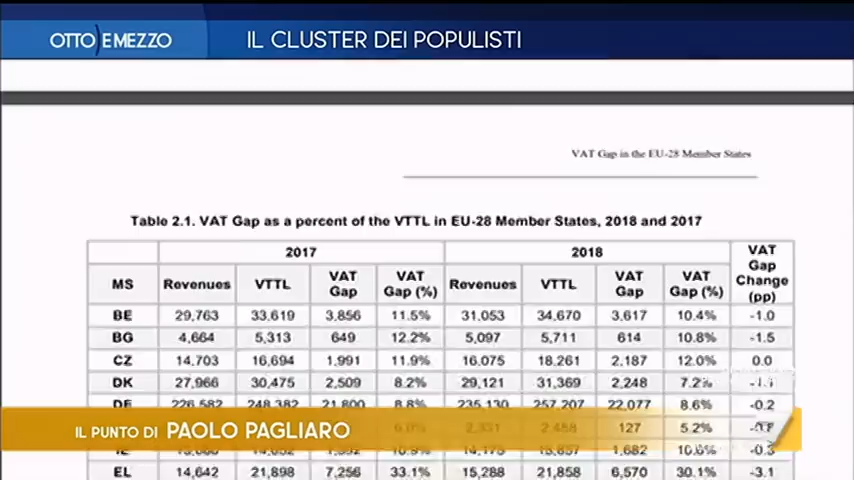 OTTO E MEZZO
IL CLUSTER DEI POPULISTI
VAT Gap in the EU-28 Member States
Table 2.1. VAT Gap as a percent of the VTTL in EU-28 Member States, 2018 and 2017
2017 2018 VAT Gap Change (pp)
MS Revenues VTTL VAT Gap VAT Gap (%) Revenues VTTL VAT Gap VAT Gap (%)
BE 29,763 33,619 3,856 11.5% 31,053 34,670 3,617 10.4% -1.0
BG 4,664 5,313 649 12.2% 5,097 5,711 614 10.8% -1.5
CZ 14,703 16,694 1,991 11.9% 16,075 18,261 2,187 12.0% 0.0
DK 27,966 30,475 2,509 8.2% 29,121 31,369 2,248 7.2% -1.1
DE 226,582 248,382 21,800 8.8% 235,130 257,207 22,077 8.6% -0.2
127 5.2%
IL PUNTO DI PAOLO PAGLIARO
1,682 10.6%
EL 14,642 21,898 7,256 33.1% 15,288 21,858 6,570 30.1% -3.1